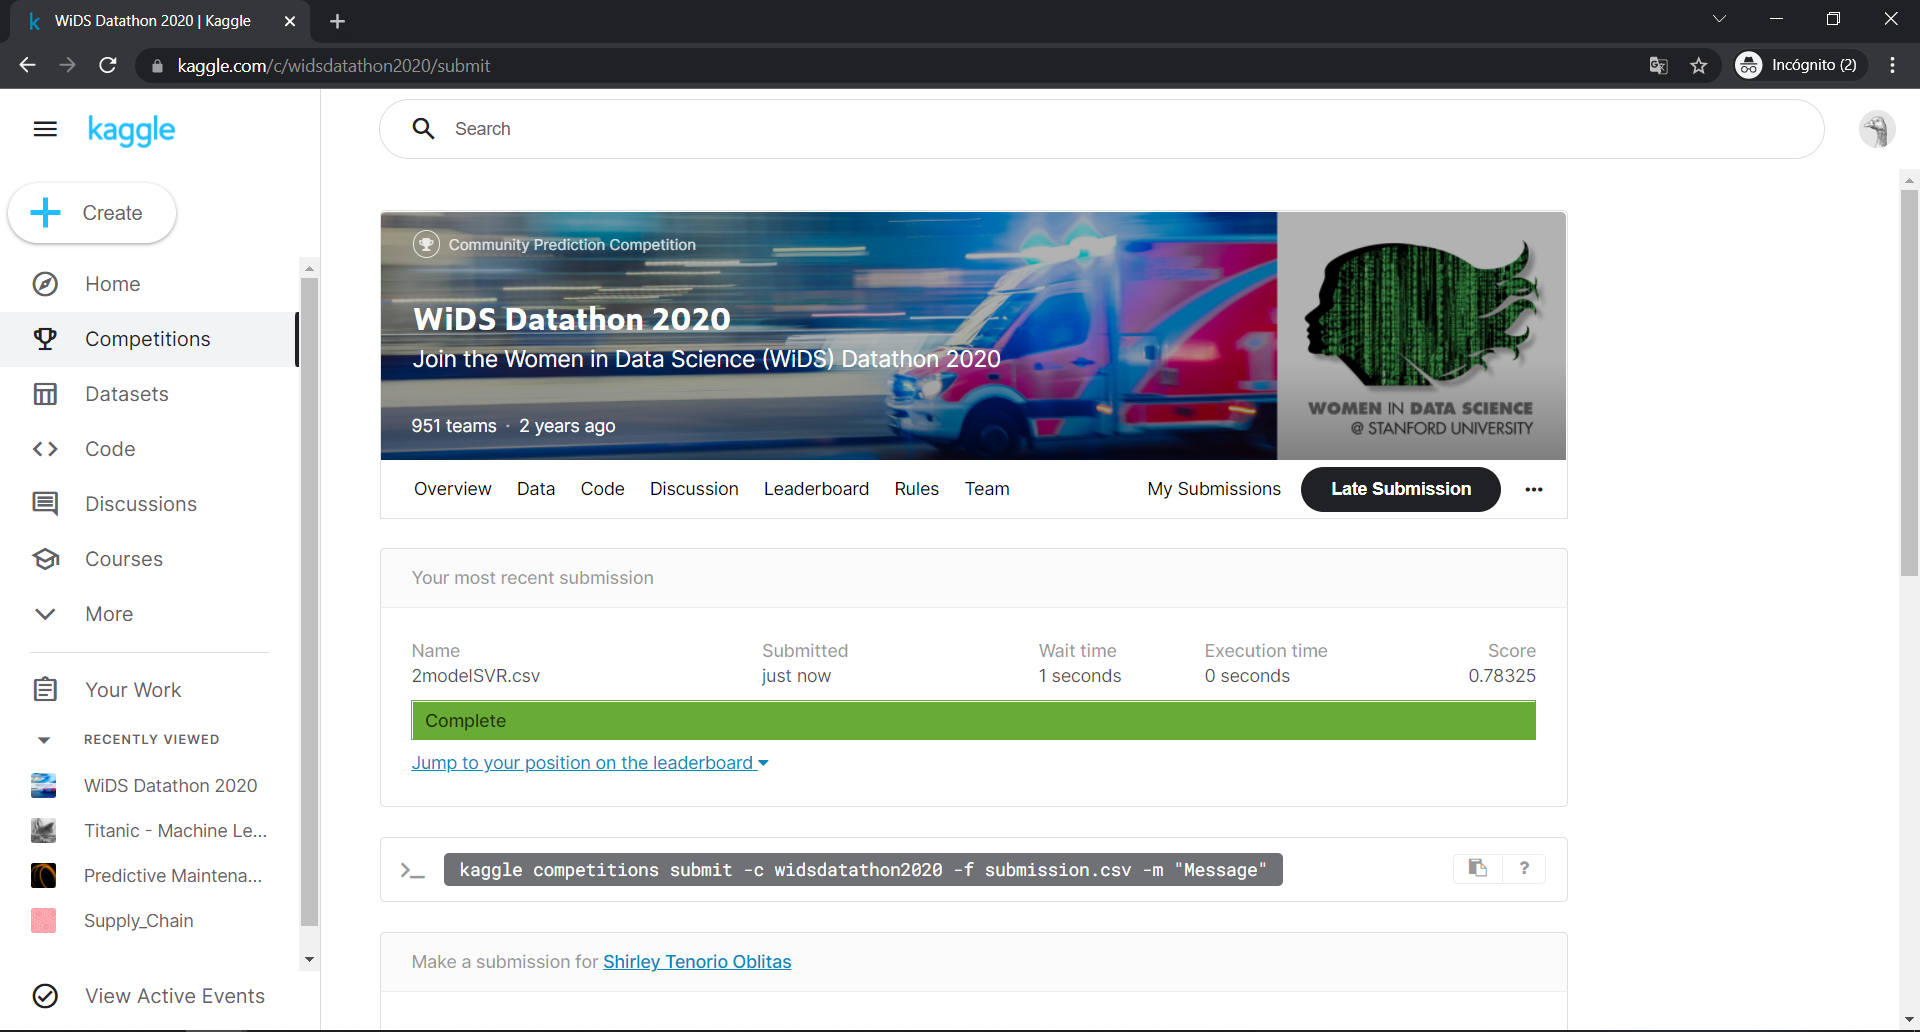 WiDS Datathon 2020 | Kaggle
kaggle.com/c/widsdatathon2020/submit
Incógnito (2)
kaggle
Search
Create
Home
Competitions
Datasets
Code
Discussions
Courses
More
Your Work
RECENTLY VIEWED
WiDS Datathon 2020
Titanic - Machine Le...
Predictive Maintena...
Supply_Chain
View Active Events
Community Prediction Competition
WiDS Datathon 2020
Join the Women in Data Science (WiDS) Datathon 2020
951 teams · 2 years ago
WOMEN IN DATA SCIENCE
@ STANFORD UNIVERSITY
Overview Data Code Discussion Leaderboard Rules Team My Submissions Late Submission
Your most recent submission
Name Submitted Wait time Execution time Score
2modelSVR.csv just now 1 seconds 0 seconds 0.78325
Complete
Jump to your position on the leaderboard
>_ kaggle competitions submit -c widsdatathon2020 -f submission.csv -m "Message" ?
Make a submission for Shirley Tenorio Oblitas